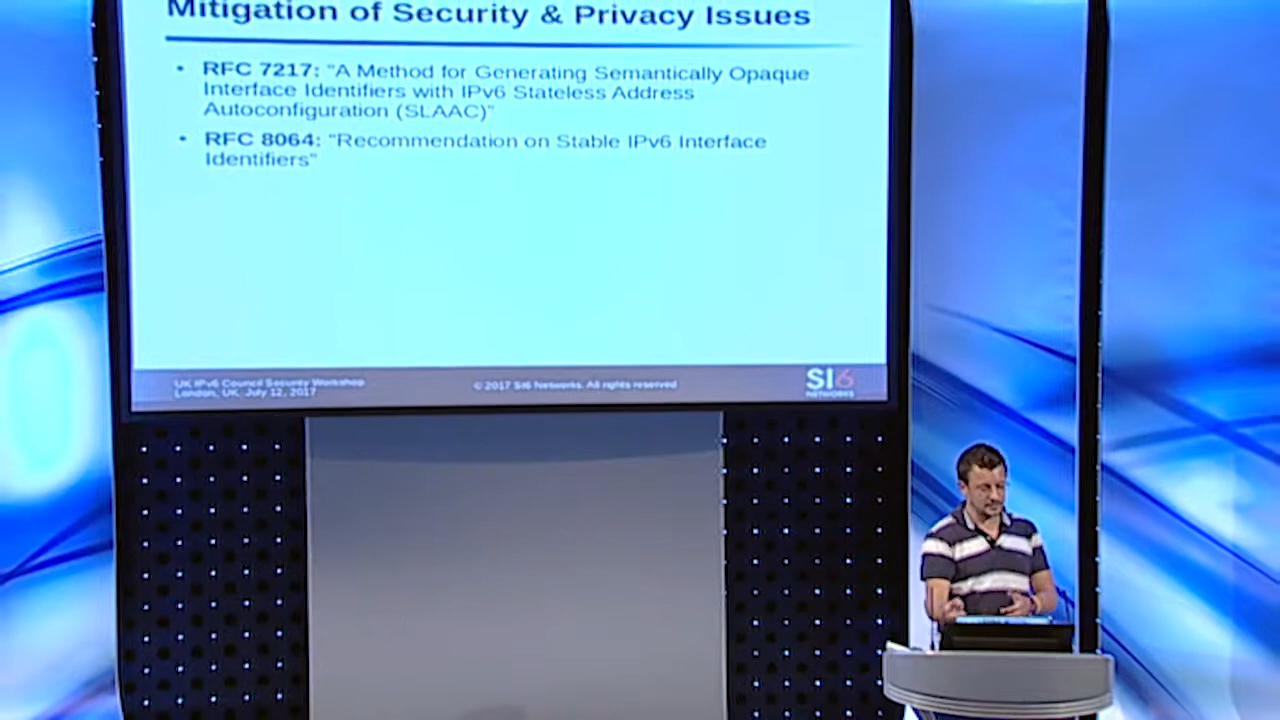 Mitigation of Security & Privacy Issues
• RFC 7217: "A Method for Generating Semantically Opaque
Interface Identifiers with IPv6 Stateless Address
Autoconfiguration (SLAAC)"
• RFC 8064: "Recommendation on Stable IPv6 Interface
Identifiers"
UK IPv6 Council Security Workshop
London, UK. July 12, 2017
© 2017 SI6 Networks. All rights reserved
SI6
NETWORKS